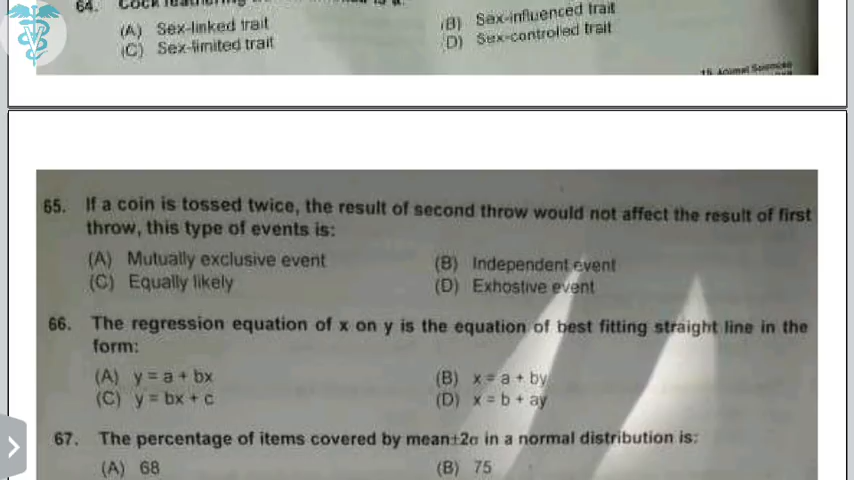 64. Cock
(A) Sex-linked trait (B) Sex-influenced trait
(C) Sex-limited trait (D) Sex-controlled trait
15 Animal Sciences
65. If a coin is tossed twice, the result of second throw would not affect the result of first
throw, this type of events is:
(A) Mutually exclusive event (B) Independent event
(C) Equally likely (D) Exhostive event
66. The regression equation of x on y is the equation of best fitting straight line in the
form:
(A) y = a + bx (B) x = a + by
(C) y = bx + c (D) x = b + ay
67. The percentage of items covered by mean±2σ in a normal distribution is:
(A) 68 (B) 75